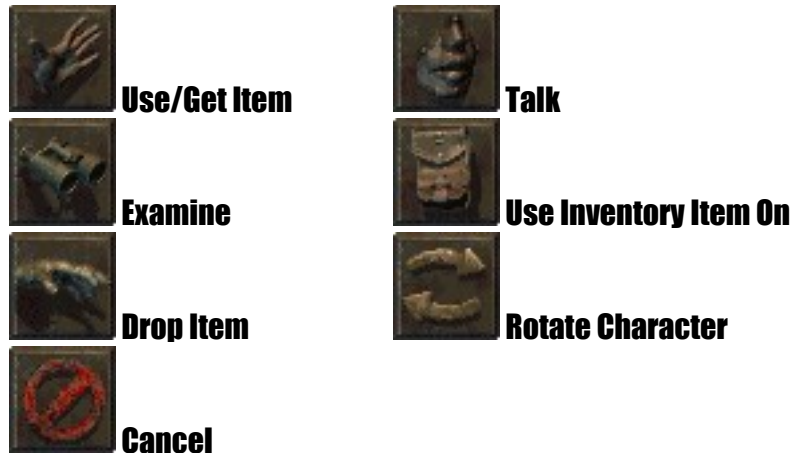 Use/Get Item
Talk
Examine
Use Inventory Item On
Drop Item
Rotate Character
Cancel